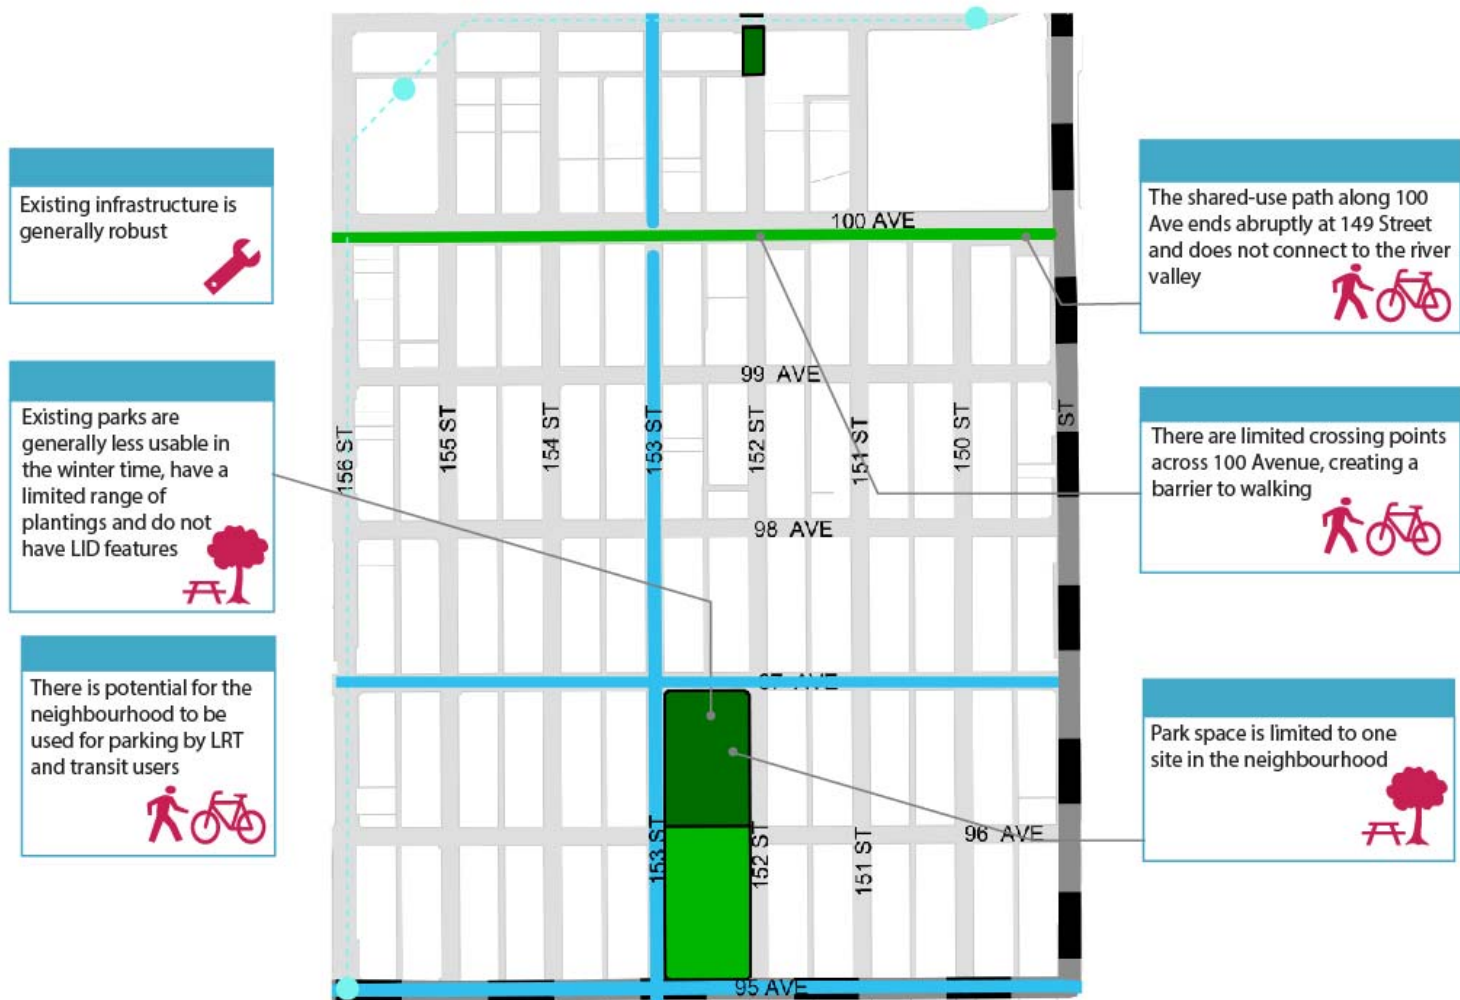 Existing infrastructure is
generally robust
Existing parks are
generally less usable in
the winter time, have a
limited range of
plantings and do not
have LID features
There is potential for the
neighbourhood to be
used for parking by LRT
and transit users
100 AVE
99 AVE
156 ST
155 ST
154 ST
153 ST
152 ST
151 ST
150 ST
ST
98 AVE
97 AVE
153 ST
152 ST
151 ST
96 AVE
95 AVE
The shared-use path along 100
Ave ends abruptly at 149 Street
and does not connect to the river
valley
There are limited crossing points
across 100 Avenue, creating a
barrier to walking
Park space is limited to one
site in the neighbourhood